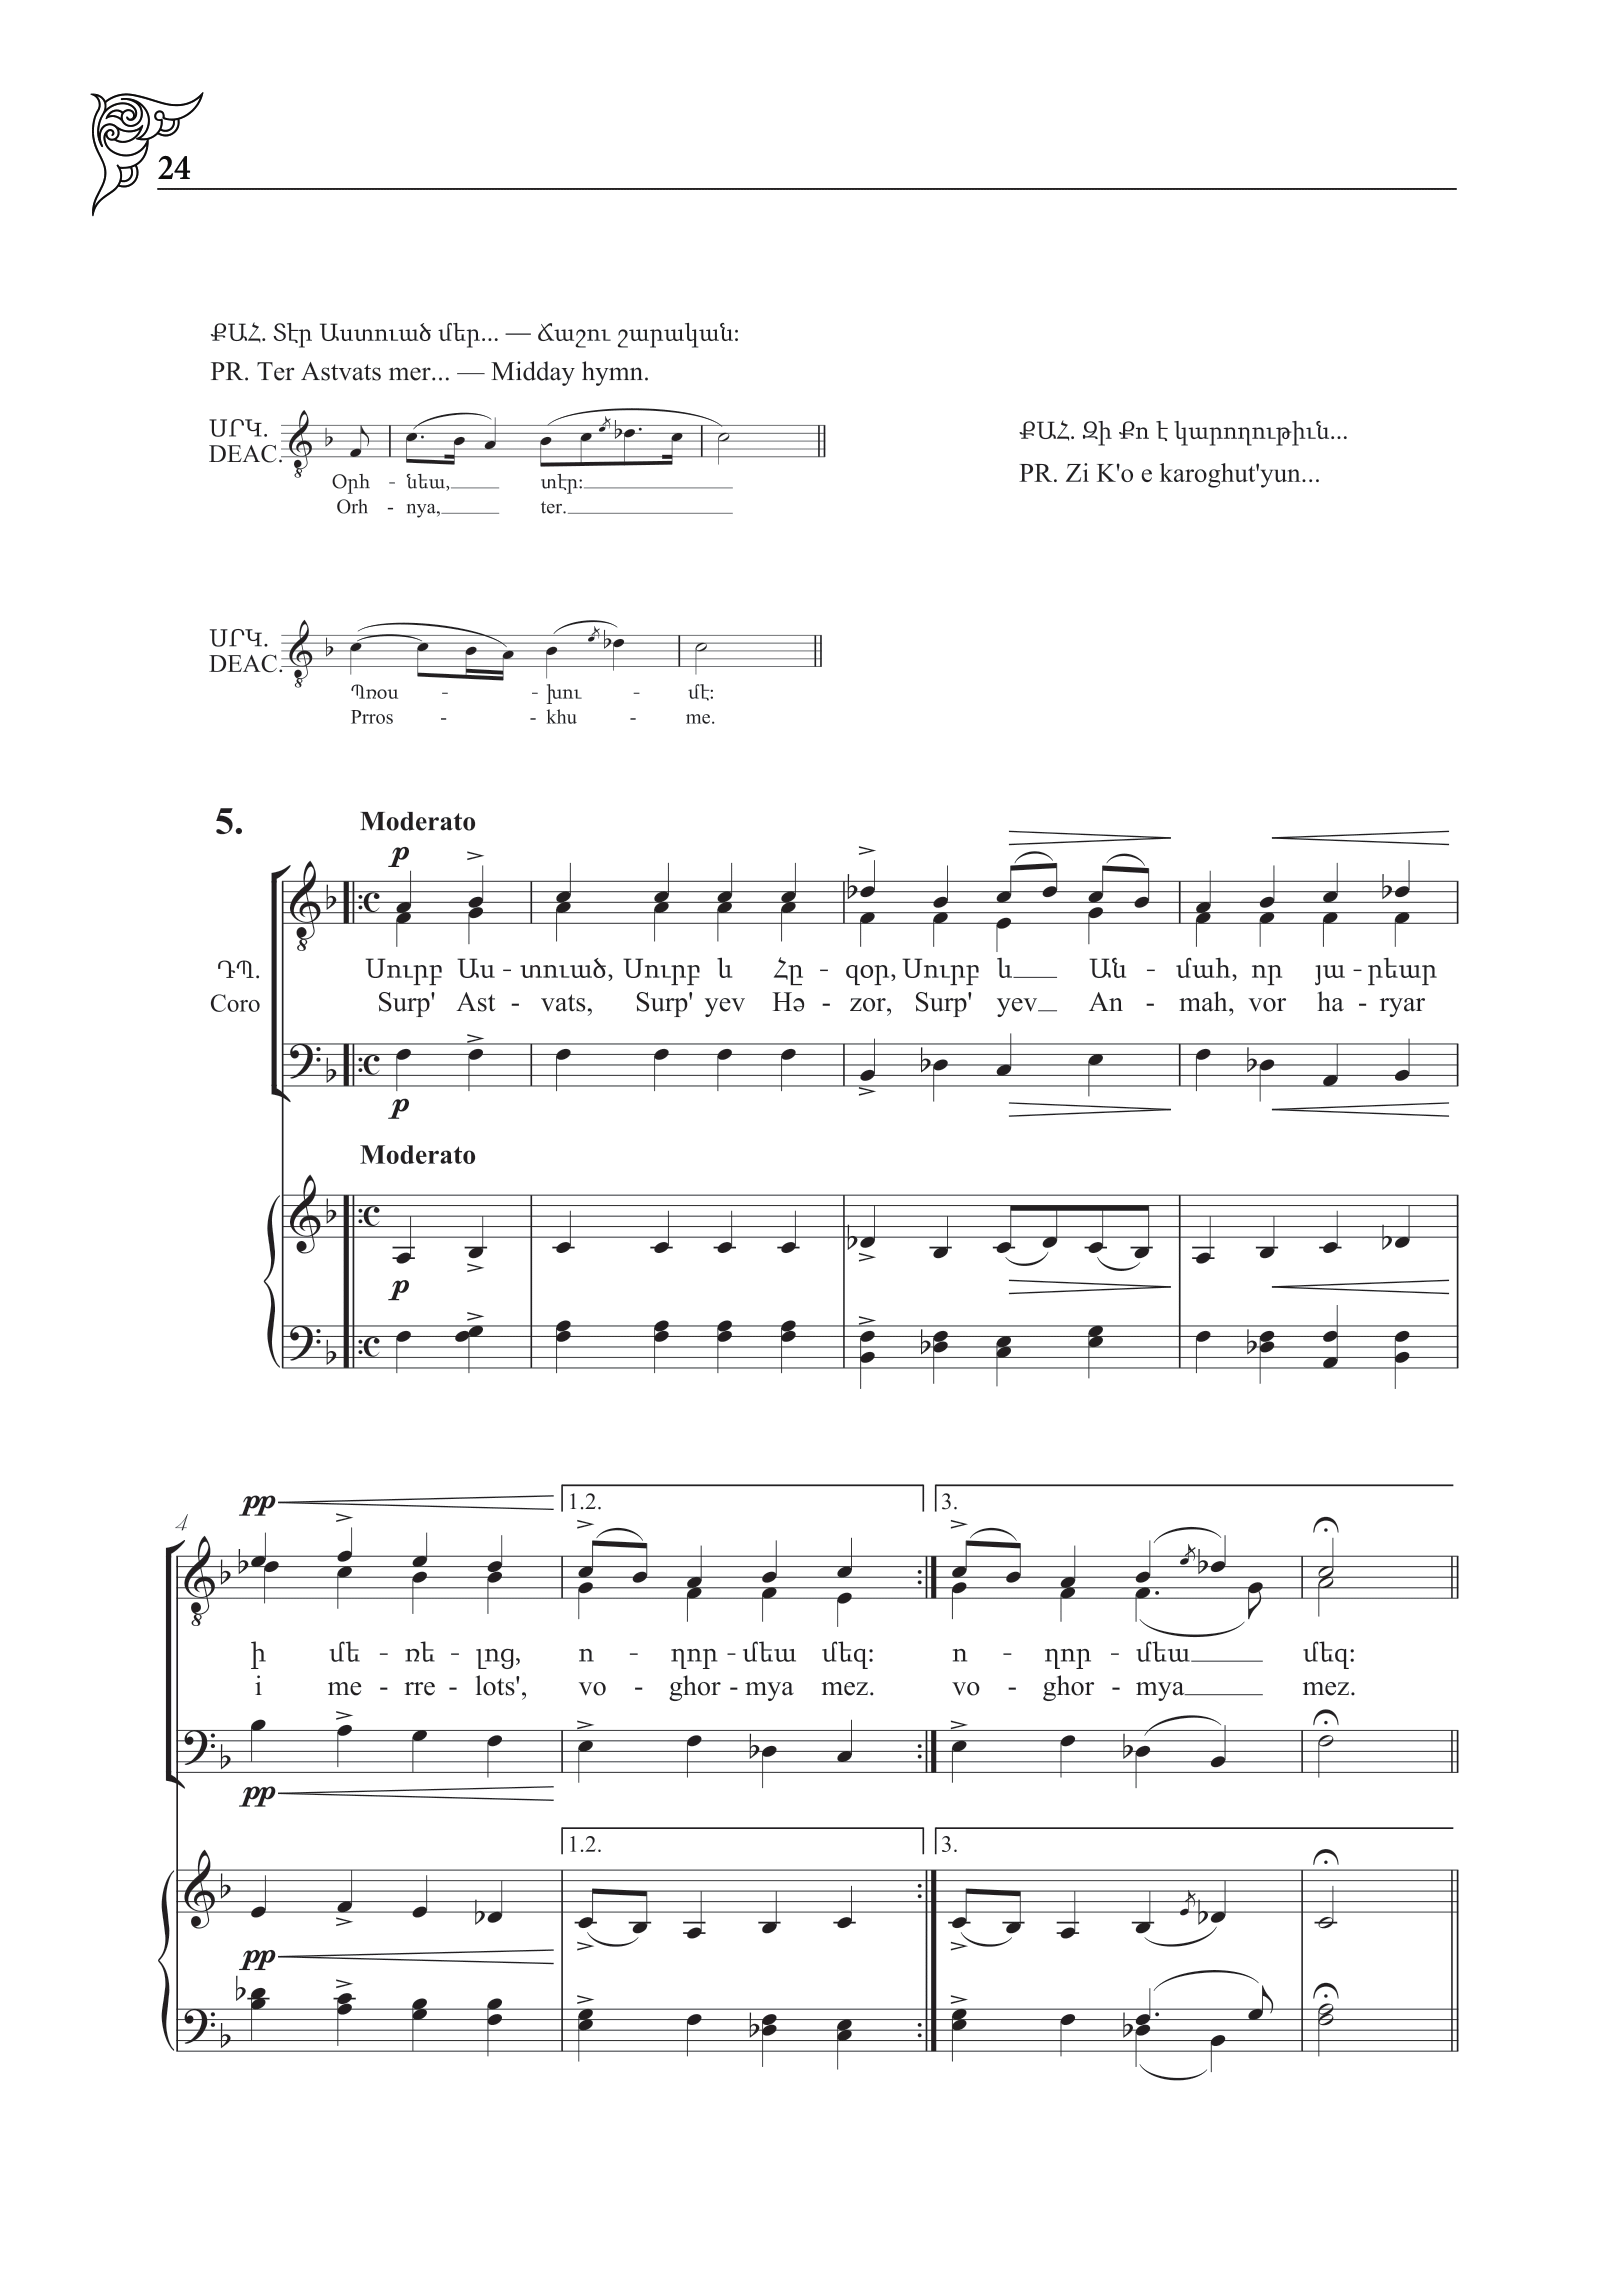 24
ՔԱՀ. Տէր Աստուած մեր... — Ճաշու շարական:
PR. Ter Astvats mer... — Midday hymn.
ՍՐԿ.
DEAC.
Օրհ - նեա, տէր:
Orh - nya, ter.
ՔԱՀ. Զի Քո է կարողութիւն...
PR. Zi K'o e karoghut'yun...
ՍՐԿ.
DEAC.
Պռոս - - խու - մէ:
Prros - - khu - me.
5. Moderato
p
ԴՊ. Սուրբ Աս - տուած, Սուրբ և Հը - զօր, Սուրբ և Ան - մահ, որ յա - րեար
Coro Surp' Ast - vats, Surp' yev Hə - zor, Surp' yev An - mah, vor ha - ryar
p
Moderato
p
pp 1.2. 3.
4
ի մե - ռե - լոց, ո - ղոր - մեա մեզ: ո - ղոր - մեա մեզ:
i me - rre - lots', vo - ghor - mya mez. vo - ghor - mya mez.
pp
1.2. 3.
pp